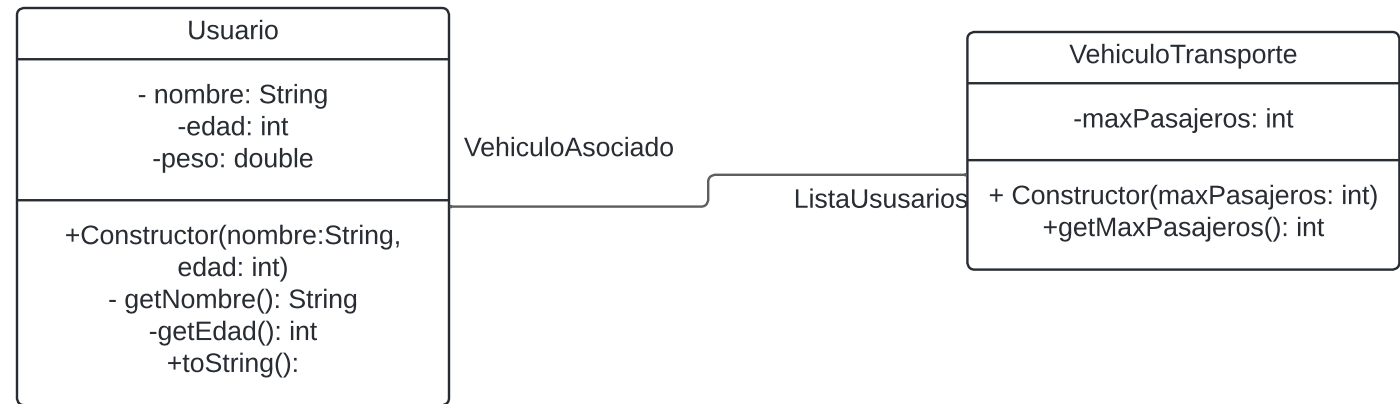 Usuario
- nombre: String
-edad: int
-peso: double
+Constructor(nombre:String,
edad: int)
- getNombre(): String
-getEdad(): int
+toString():
VehiculoAsociado
ListaUsusarios
VehiculoTransporte
-maxPasajeros: int
+ Constructor(maxPasajeros: int)
+getMaxPasajeros(): int